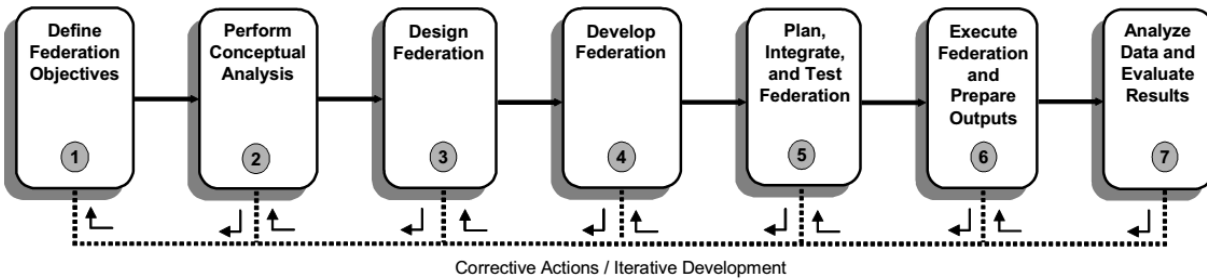 Define
Federation
Objectives
1
Perform
Conceptual
Analysis
2
Design
Federation
3
Develop
Federation
4
Plan,
Integrate,
and Test
Federation
5
Execute
Federation
and
Prepare
Outputs
6
Analyze
Data and
Evaluate
Results
7
Corrective Actions / Iterative Development